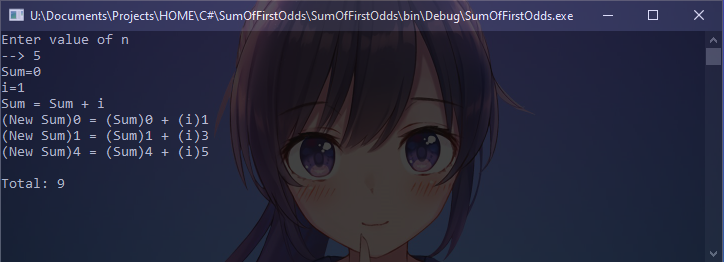 U:\Documents\Projects\HOME\C#\SumOfFirstOdds\SumOfFirstOdds\bin\Debug\SumOfFirstOdds.exe
Enter value of n
--> 5
Sum=0
i=1
Sum = Sum + i
(New Sum)0 = (Sum)0 + (i)1
(New Sum)1 = (Sum)1 + (i)3
(New Sum)4 = (Sum)4 + (i)5
Total: 9